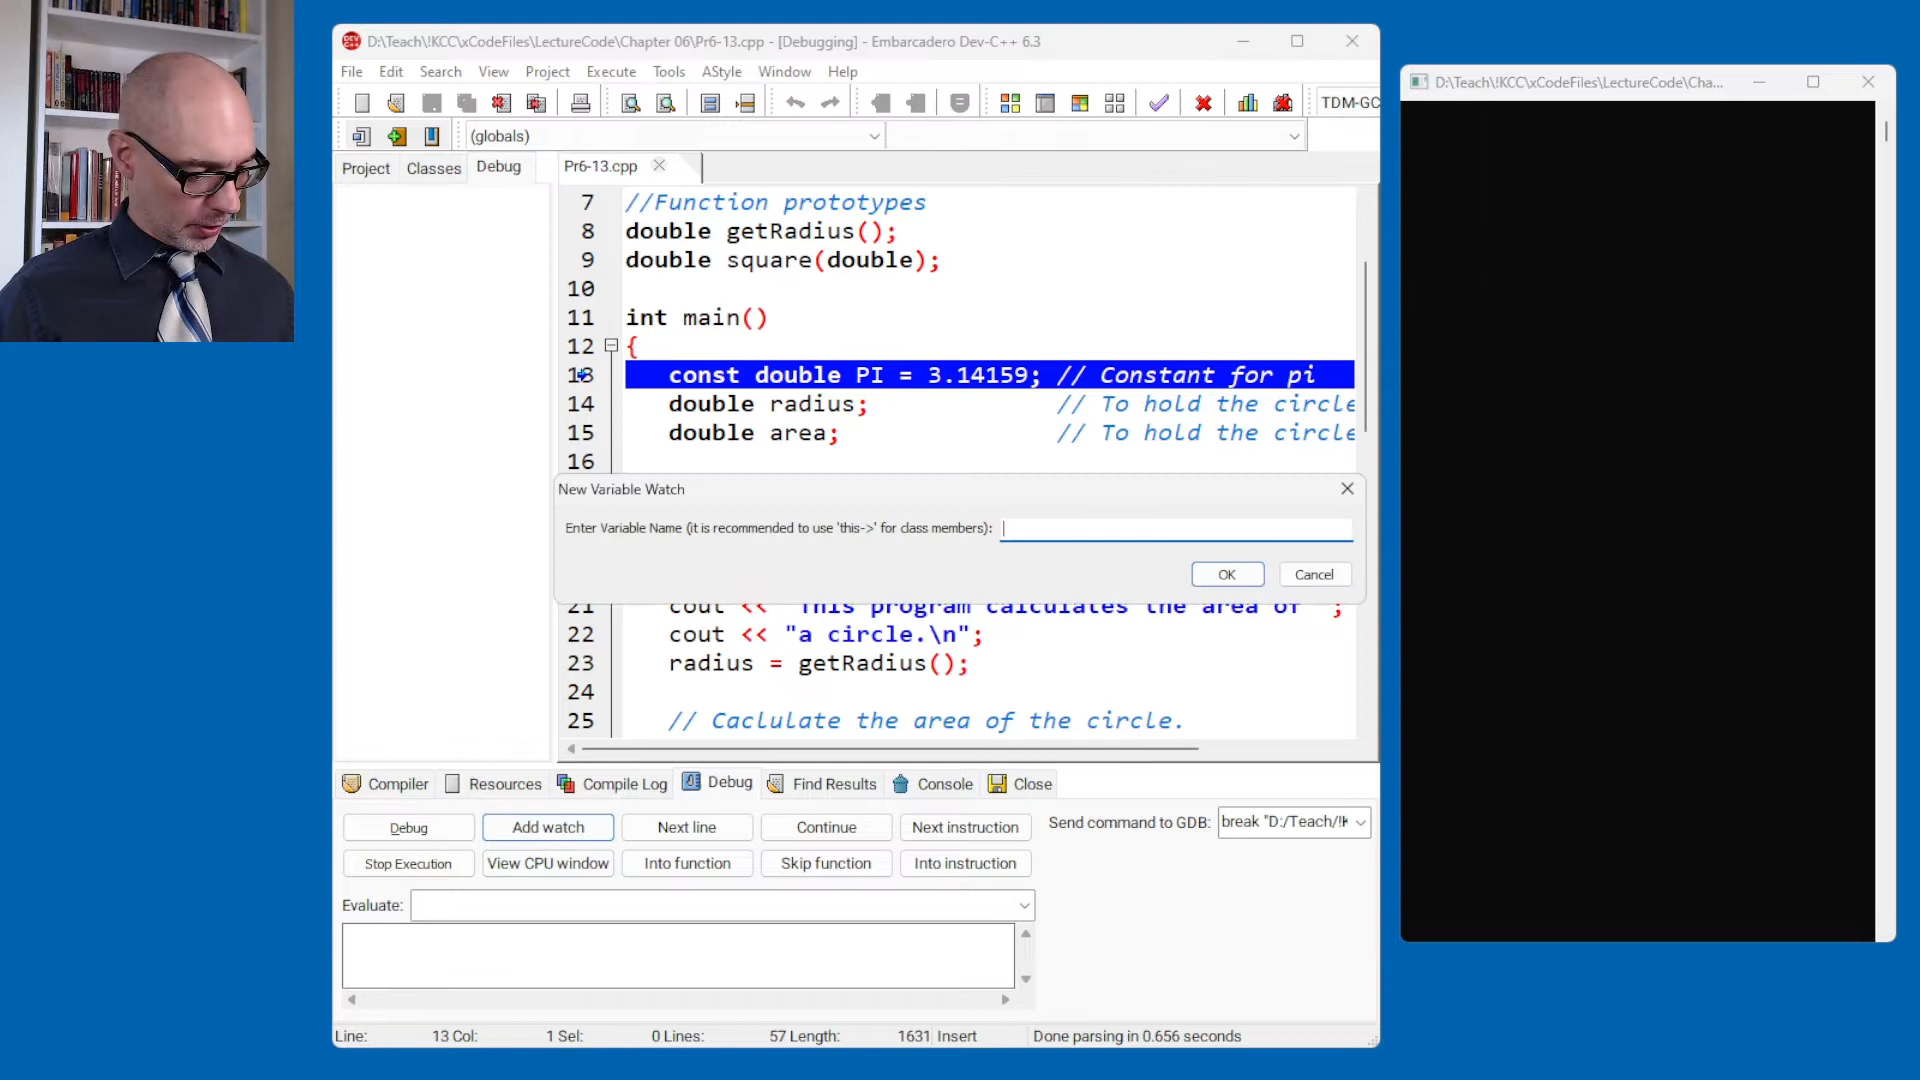 D:\Teach\!KCC\xCodeFiles\LectureCode\Chapter 06\Pr6-13.cpp - [Debugging] - Embarcadero Dev-C++ 6.3
File Edit Search View Project Execute Tools AStyle Window Help
TDM-GC
(globals)
Project Classes Debug
Pr6-13.cpp
7 //Function prototypes
8 double getRadius();
9 double square(double);
10
11 int main()
12 {
13 const double PI = 3.14159; // Constant for pi
14 double radius; // To hold the circle
15 double area; // To hold the circle
16
New Variable Watch
Enter Variable Name (it is recommended to use 'this->' for class members):
OK Cancel
21 cout << "This program calculates the area of ";
22 cout << "a circle.\n";
23 radius = getRadius();
24
25 // Caclulate the area of the circle.
Compiler Resources Compile Log Debug Find Results Console Close
Debug Add watch Next line Continue Next instruction Send command to GDB: break "D:/Teach/!K
Stop Execution View CPU window Into function Skip function Into instruction
Evaluate:
Line: 13 Col: 1 Sel: 0 Lines: 57 Length: 1631 Insert Done parsing in 0.656 seconds
D:\Teach\!KCC\xCodeFiles\LectureCode\Cha...